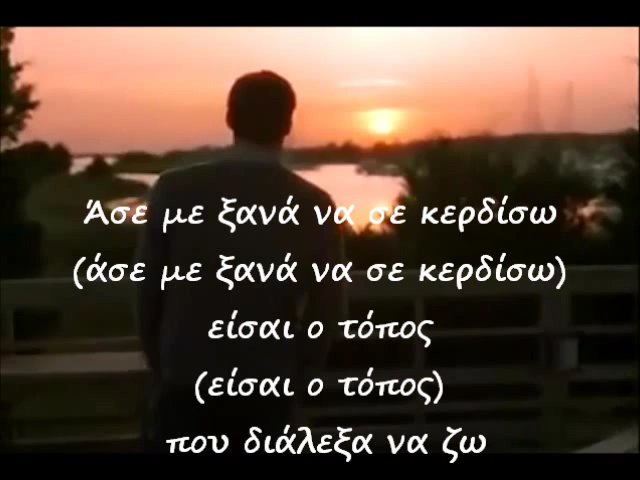 Άσε με ξανά να σε κερδίσω
(άσε με ξανά να σε κερδίσω)
είσαι ο τόπος
(είσαι ο τόπος)
που διάλεξα να ζω